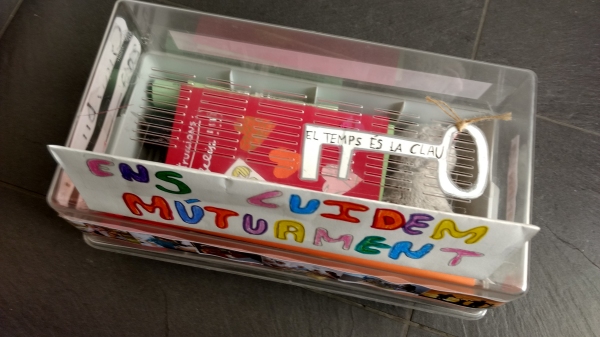 EL TEMPS ÉS LA CLAU
ENS CUIDEM
MÚTUAMENT